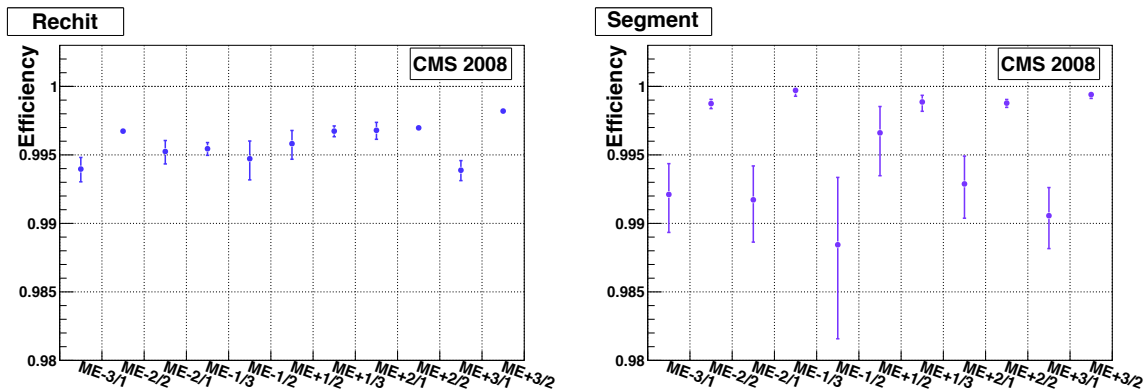 Rechit
CMS 2008
Efficiency
1
0.995
0.99
0.985
0.98
ME-3/1
ME-2/2
ME-2/1
ME-1/3
ME-1/2
ME+1/2
ME+1/3
ME+2/1
ME+2/2
ME+3/1
ME+3/2
Segment
CMS 2008
Efficiency
1
0.995
0.99
0.985
0.98
ME-3/1
ME-2/2
ME-2/1
ME-1/3
ME-1/2
ME+1/2
ME+1/3
ME+2/1
ME+2/2
ME+3/1
ME+3/2